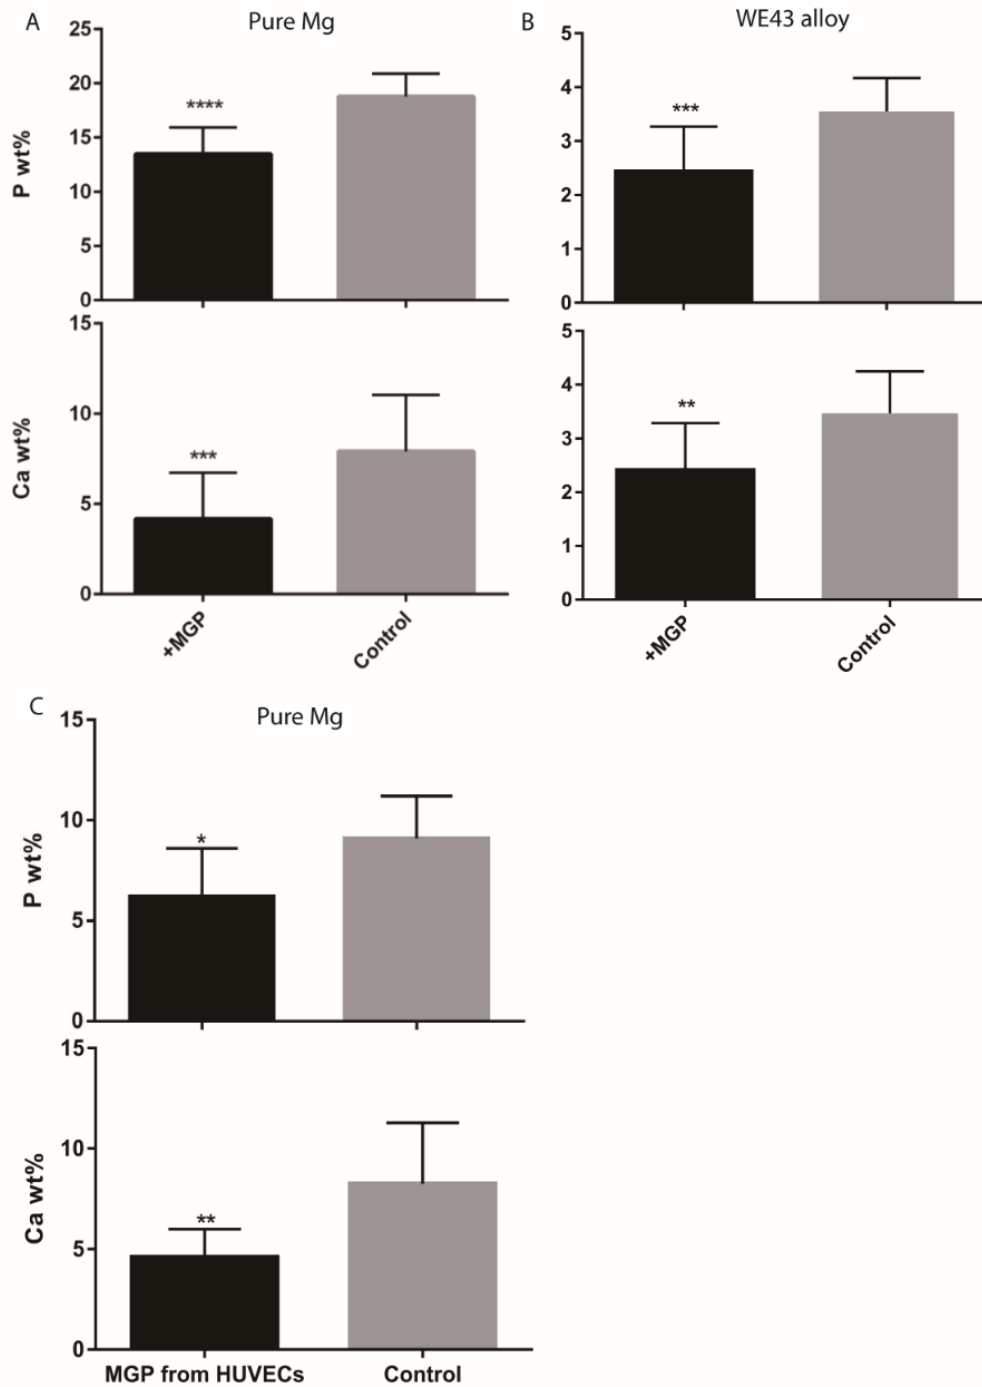 A
Pure Mg
25
20
15
10
5
0
P wt%
****
15
10
5
0
Ca wt%
***
+MGP
Control
B
WE43 alloy
5
4
3
2
1
0
***
5
4
3
2
1
0
**
+MGP
Control
C
Pure Mg
15
10
5
0
P wt%
*
15
10
5
0
Ca wt%
**
MGP from HUVECs
Control